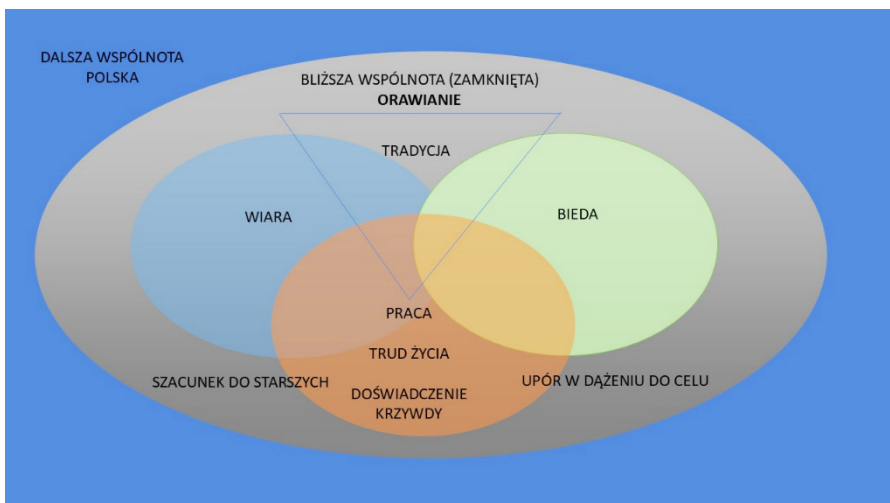 DALSZA WSPÓLNOTA
POLSKA
BLIŻSZA WSPÓLNOTA (ZAMKNIĘTA)
ORAWIANIE
TRADYCJA
WIARA
BIEDA
PRACA
TRUD ŻYCIA
SZACUNEK DO STARSZYCH
UPÓR W DĄŻENIU DO CELU
DOŚWIADCZENIE
KRZYWDY